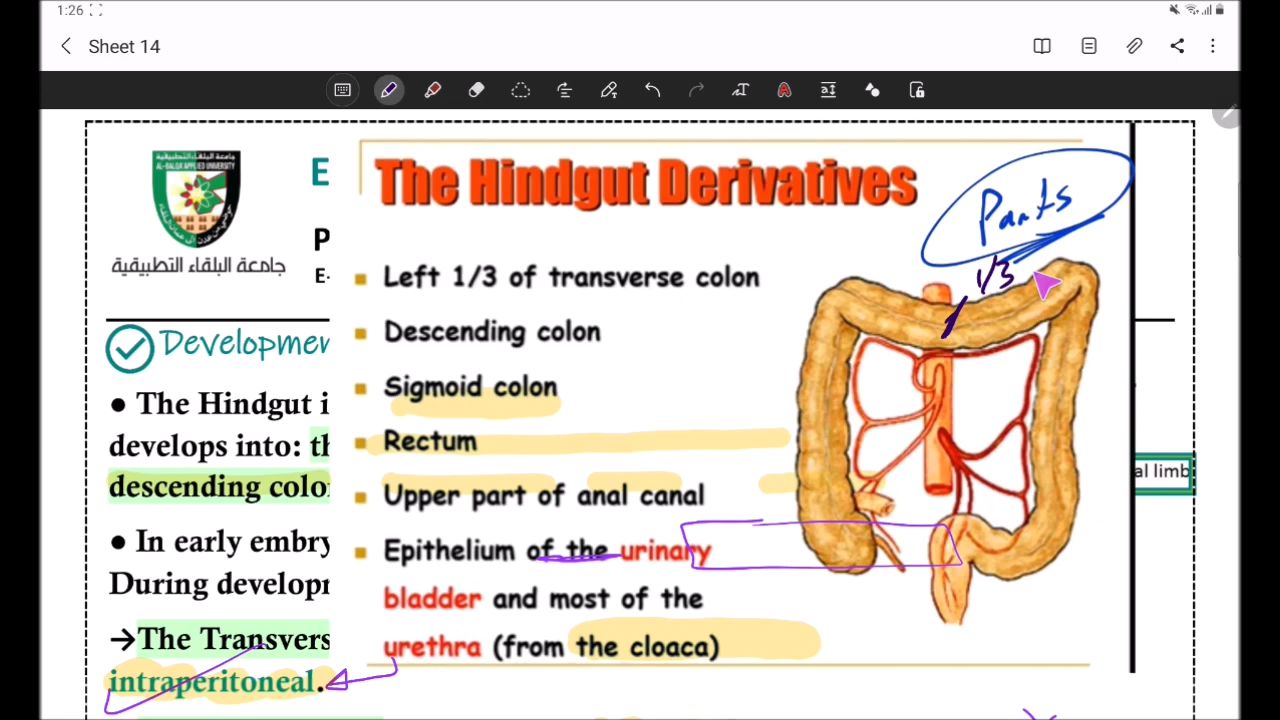 1:26
Sheet 14
جامعة البلقاء التطبيقية
AL-BALQA APPLIED UNIVERSITY
جامعة البلقاء التطبيقية
E
P
E-
The Hindgut Derivatives
Parts
1/3
Left 1/3 of transverse colon
Descending colon
Sigmoid colon
Rectum
Upper part of anal canal
Epithelium of the urinary
bladder and most of the
urethra (from the cloaca)
Developmen
● The Hindgut i
develops into: th
descending colo
al limb
● In early embry
During developm
→The Transvers
intraperitoneal.